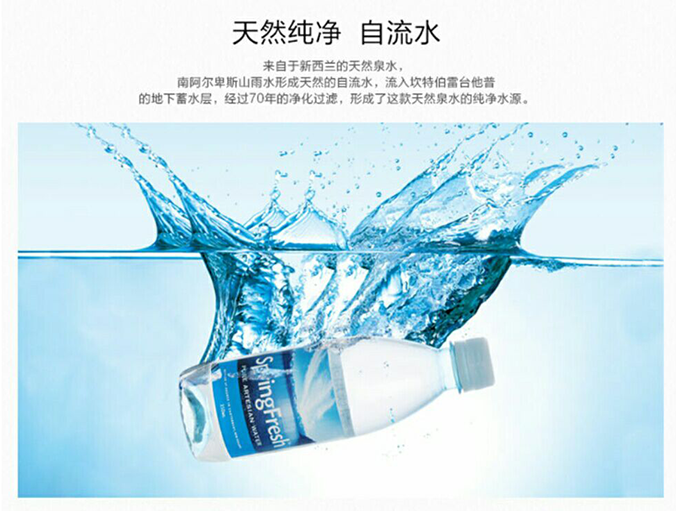 天然纯净 自流水
来自于新西兰的天然泉水，
南阿尔卑斯山雨水形成天然的自流水，流入坎特伯雷台他普
的地下蓄水层，经过70年的净化过滤，形成了这款天然泉水的纯净水源。
SpringFresh
PURE ARTESIAN WATER